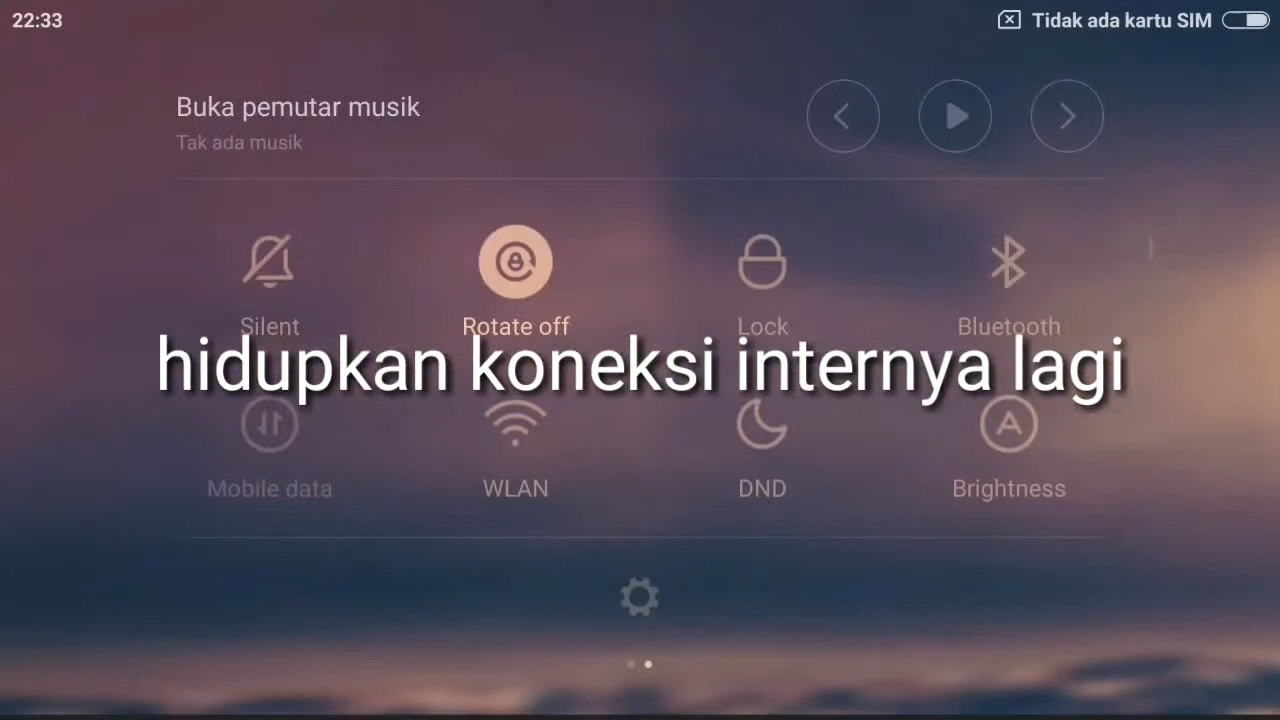 22:33
Tidak ada kartu SIM
Buka pemutar musik
Tak ada musik
Silent
Rotate off
Lock
Bluetooth
hidupkan koneksi internya lagi
A
Mobile data
WLAN
DND
Brightness